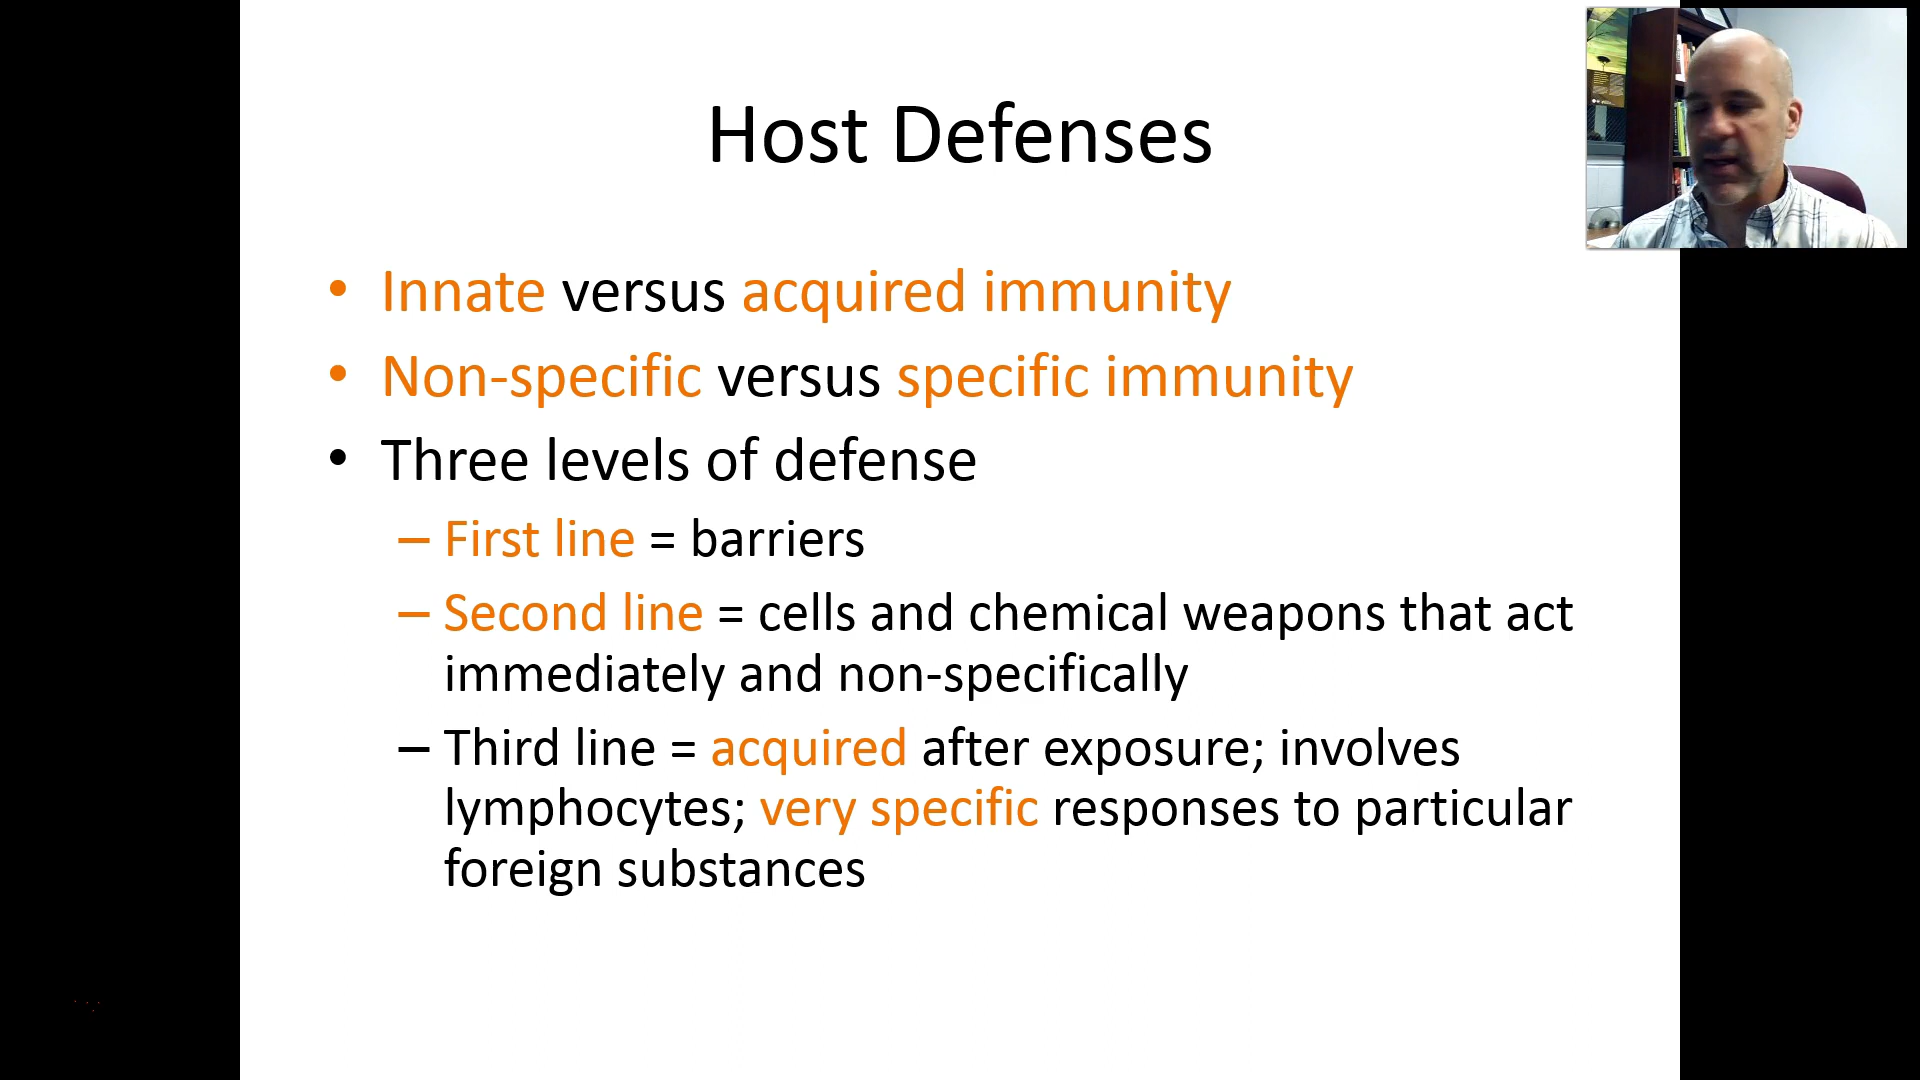 Host Defenses
• Innate versus acquired immunity
• Non-specific versus specific immunity
• Three levels of defense
– First line = barriers
– Second line = cells and chemical weapons that act
immediately and non-specifically
– Third line = acquired after exposure; involves
lymphocytes; very specific responses to particular
foreign substances